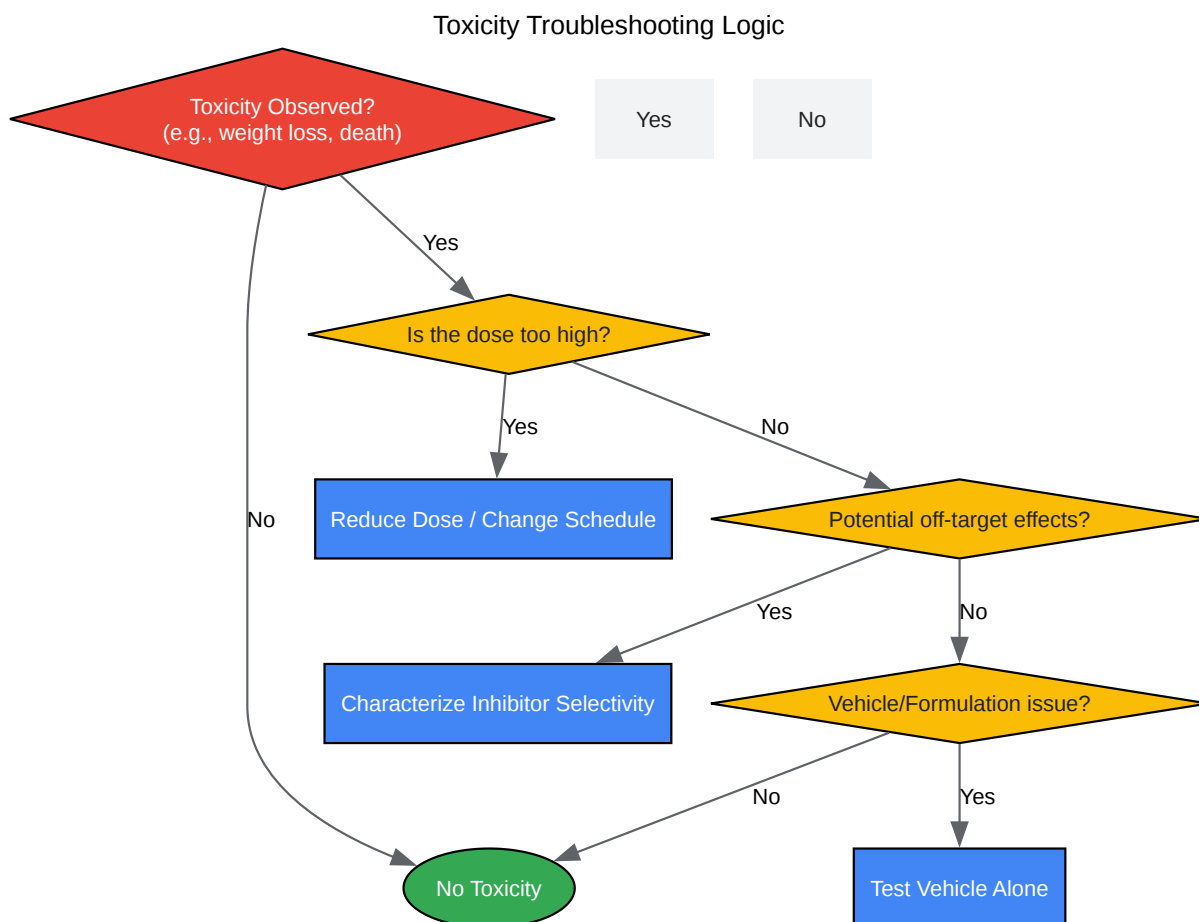 Toxicity Troubleshooting Logic
Toxicity Observed?
(e.g., weight loss, death)
Yes
No
Yes
Is the dose too high?
Yes
No
No
Reduce Dose / Change Schedule
Potential off-target effects?
Yes
No
Characterize Inhibitor Selectivity
Vehicle/Formulation issue?
No
Yes
No Toxicity
Test Vehicle Alone